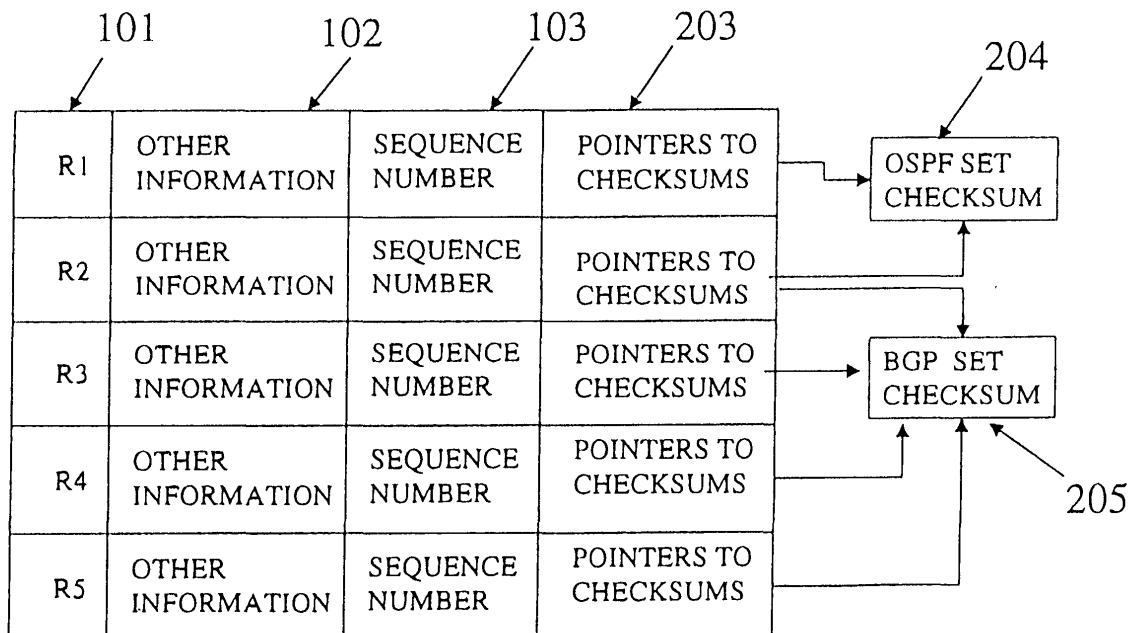 101
102
103
203
204
R1
OTHER
INFORMATION
SEQUENCE
NUMBER
POINTERS TO
CHECKSUMS
OSPF SET
CHECKSUM
R2
OTHER
INFORMATION
SEQUENCE
NUMBER
POINTERS TO
CHECKSUMS
R3
OTHER
INFORMATION
SEQUENCE
NUMBER
POINTERS TO
CHECKSUMS
BGP SET
CHECKSUM
R4
OTHER
INFORMATION
SEQUENCE
NUMBER
POINTERS TO
CHECKSUMS
205
R5
OTHER
INFORMATION
SEQUENCE
NUMBER
POINTERS TO
CHECKSUMS